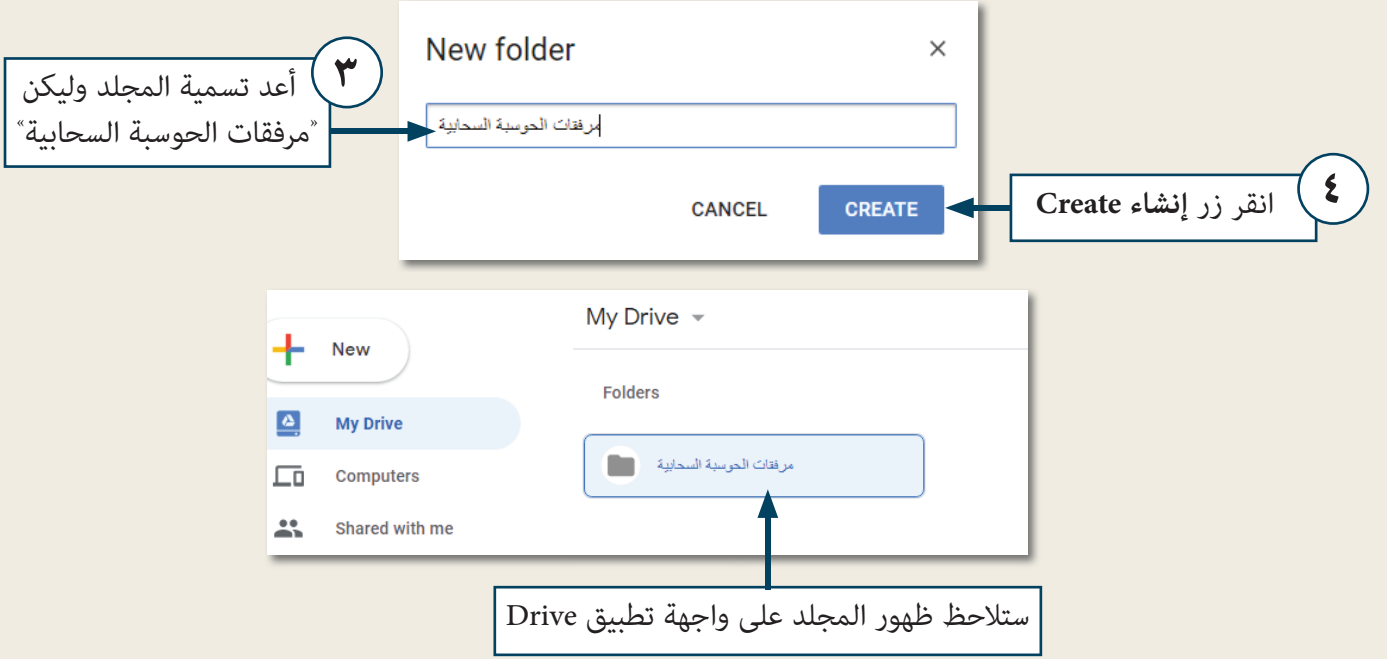 New folder
×
٣
أعد تسمية المجلد وليكن
“مرفقات الحوسبة السحابية”
مرفقات الحوسبة السحابية
CANCEL
CREATE
٤
انقر زر إنشاء Create
My Drive
New
Folders
My Drive
مرفقات الحوسبة السحابية
Computers
Shared with me
ستلاحظ ظهور المجلد على واجهة تطبيق Drive